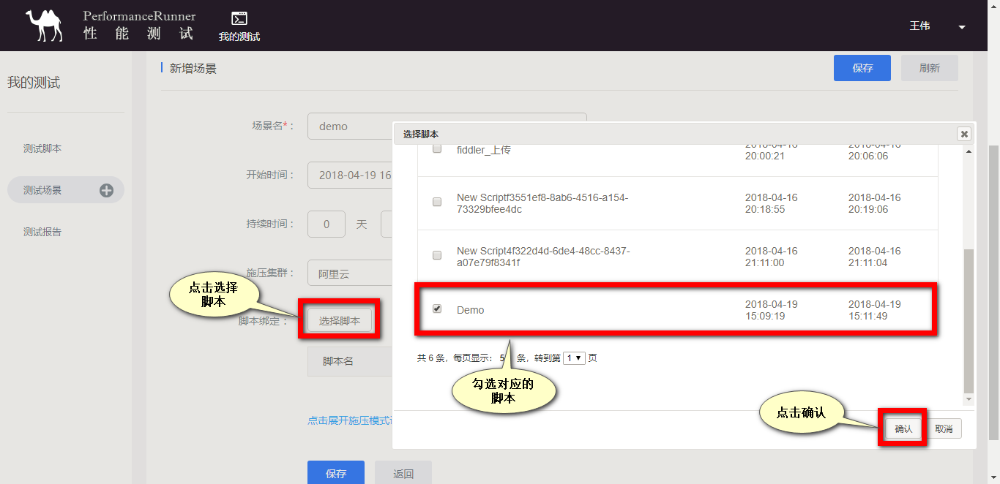 PerformanceRunner
性能测试
我的测试
王伟
我的测试
测试脚本
测试场景
测试报告
新增场景
保存
刷新
场景名*：
demo
开始时间：
2018-04-19 16
持续时间：
0
天
施压集群：
阿里云
点击选择
脚本
脚本绑定：
选择脚本
脚本名
点击展开施压模式
保存
返回
选择脚本
fiddler_上传
2018-04-16
20:00:21
2018-04-16
20:06:06
New Scriptf3551ef8-8ab6-4516-a154-
73329bfee4dc
2018-04-16
20:18:55
2018-04-16
20:19:06
New Script4f322d4d-6de4-48cc-8437-
a07e79f8341f
2018-04-16
21:11:00
2018-04-16
21:11:04
Demo
2018-04-19
15:09:19
2018-04-19
15:11:49
共 6 条，每页显示： 5 条，转到第 1 页
勾选对应的
脚本
点击确认
确认
取消